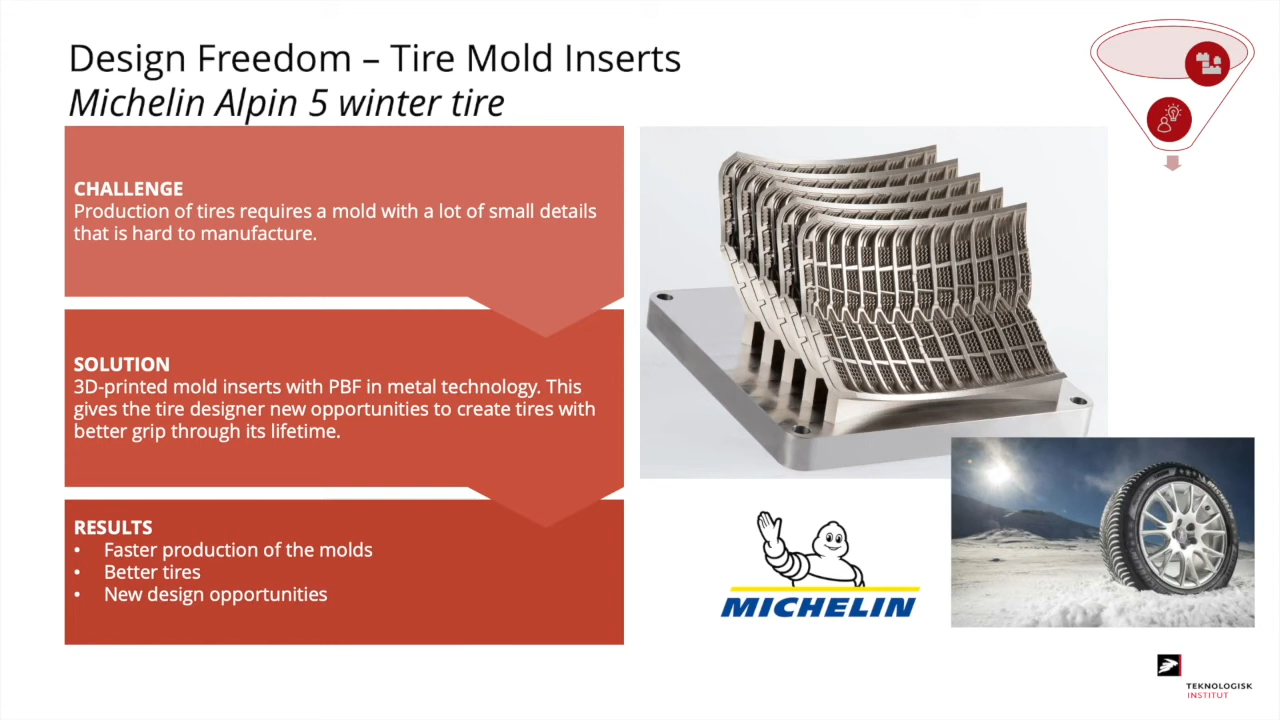 Design Freedom – Tire Mold Inserts
Michelin Alpin 5 winter tire
CHALLENGE
Production of tires requires a mold with a lot of small details
that is hard to manufacture.
SOLUTION
3D-printed mold inserts with PBF in metal technology. This
gives the tire designer new opportunities to create tires with
better grip through its lifetime.
RESULTS
• Faster production of the molds
• Better tires
• New design opportunities
MICHELIN
TEKNOLOGISK
INSTITUT